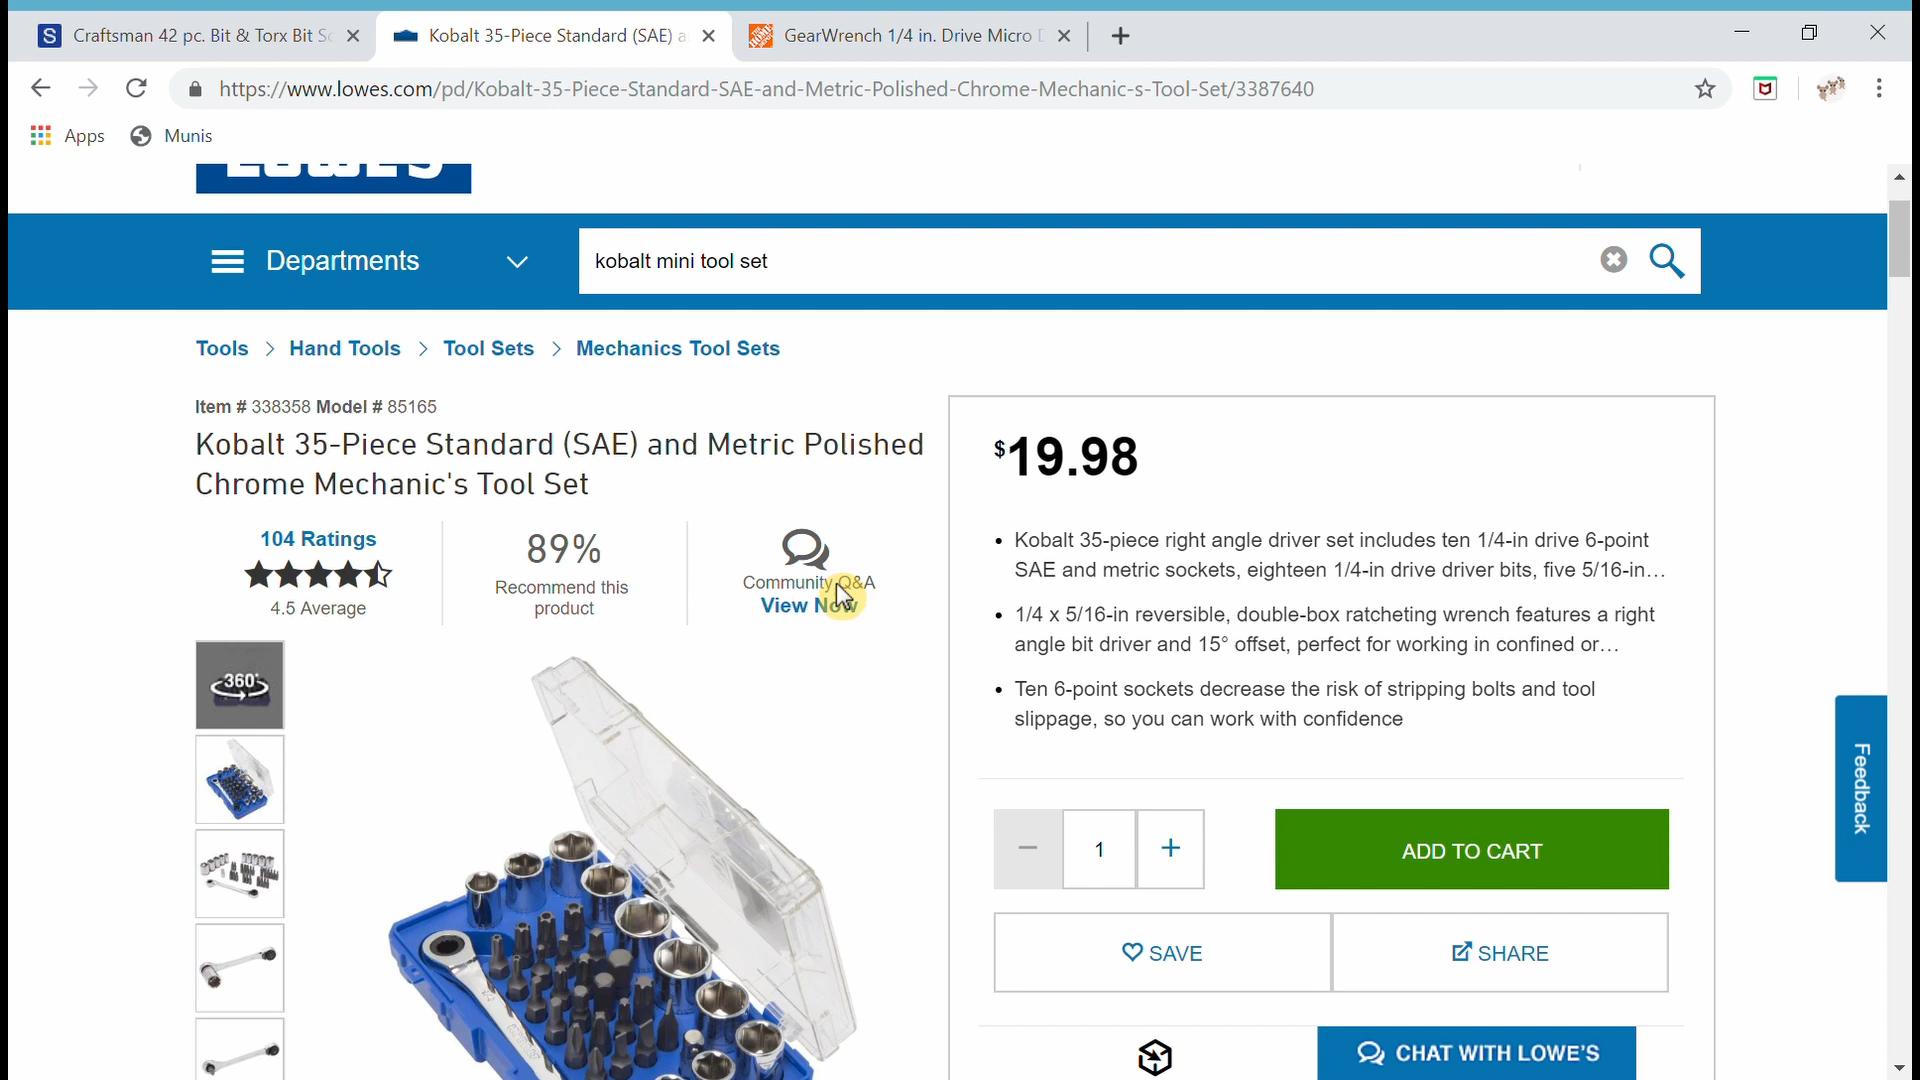 Craftsman 42 pc. Bit & Torx Bit
Kobalt 35-Piece Standard (SAE)
GearWrench 1/4 in. Drive Micro
https://www.lowes.com/pd/Kobalt-35-Piece-Standard-SAE-and-Metric-Polished-Chrome-Mechanic-s-Tool-Set/3387640
Apps
Munis
Departments
kobalt mini tool set
Tools > Hand Tools > Tool Sets > Mechanics Tool Sets
Item # 338358 Model # 85165
Kobalt 35-Piece Standard (SAE) and Metric Polished
Chrome Mechanic's Tool Set
104 Ratings
4.5 Average
89%
Recommend this
product
Community Q&A
View Now
360°
$19.98
• Kobalt 35-piece right angle driver set includes ten 1/4-in drive 6-point
SAE and metric sockets, eighteen 1/4-in drive driver bits, five 5/16-in...
• 1/4 x 5/16-in reversible, double-box ratcheting wrench features a right
angle bit driver and 15° offset, perfect for working in confined or...
• Ten 6-point sockets decrease the risk of stripping bolts and tool
slippage, so you can work with confidence
− 1 +
ADD TO CART
SAVE
SHARE
CHAT WITH LOWE'S
Feedback